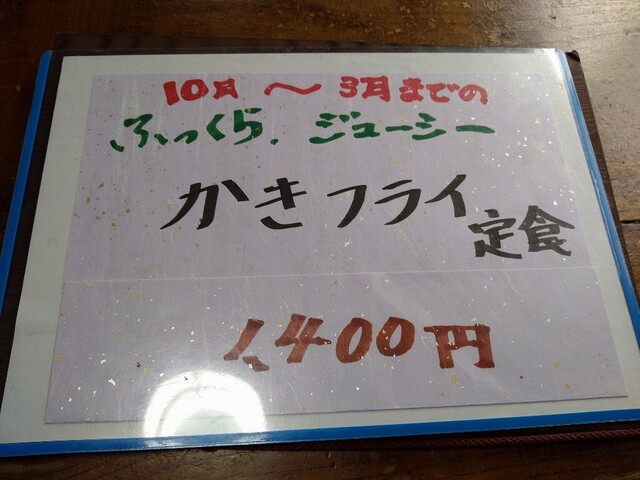 10月 ～ 3月までの
ふっくら、ジューシー
かきフライ
定食
1,400円